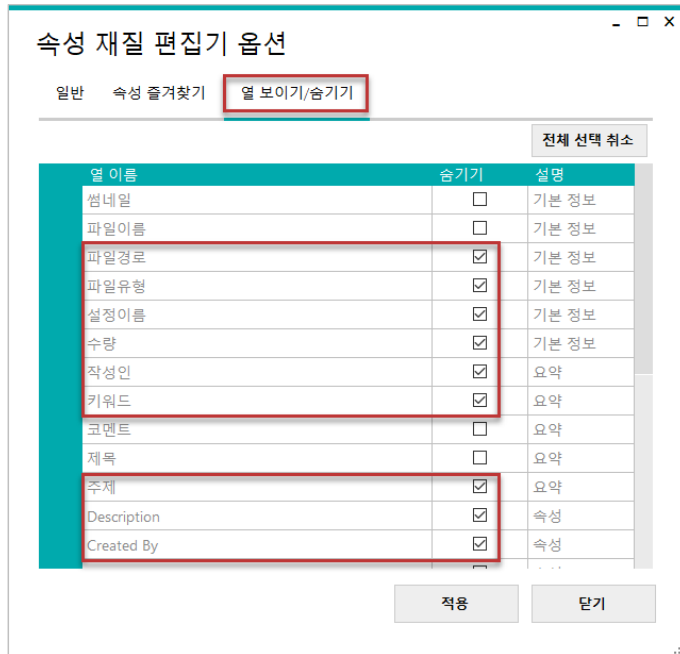 속성 재질 편집기 옵션
일반 속성 즐겨찾기 열 보이기/숨기기
전체 선택 취소
열 이름 숨기기 설명
썸네일 기본 정보
파일이름 기본 정보
파일경로 기본 정보
파일유형 기본 정보
설정이름 기본 정보
수량 기본 정보
작성인 요약
키워드 요약
코멘트 요약
제목 요약
주제 요약
Description 속성
Created By 속성
적용 닫기